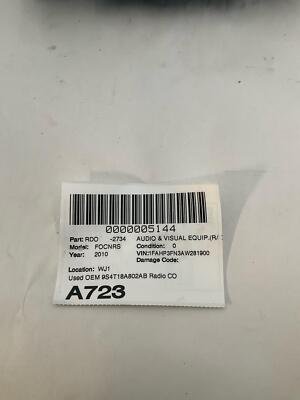 0000005144
Part: RDO -2734 AUDIO & VISUAL EQUIP.(R/
Model: FOCNRS Condition: 0
Year: 2010 VIN:1FAHP3FN3AW281900
Damage Code:
Location: WJ1
Used OEM 9S4T18A802AB Radio CO
A723